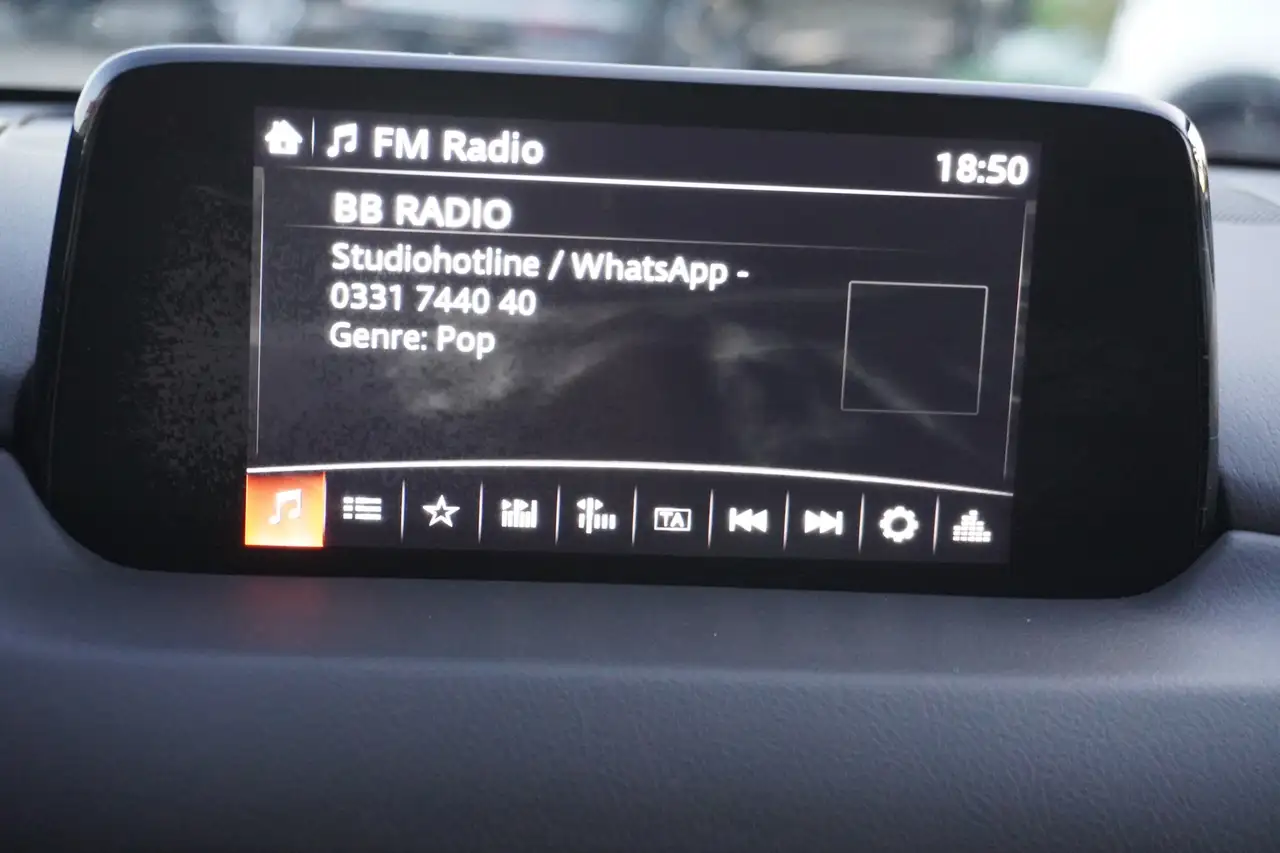 FM Radio
18:50
BB RADIO
Studiohotline / WhatsApp -
0331 7440 40
Genre: Pop
TA